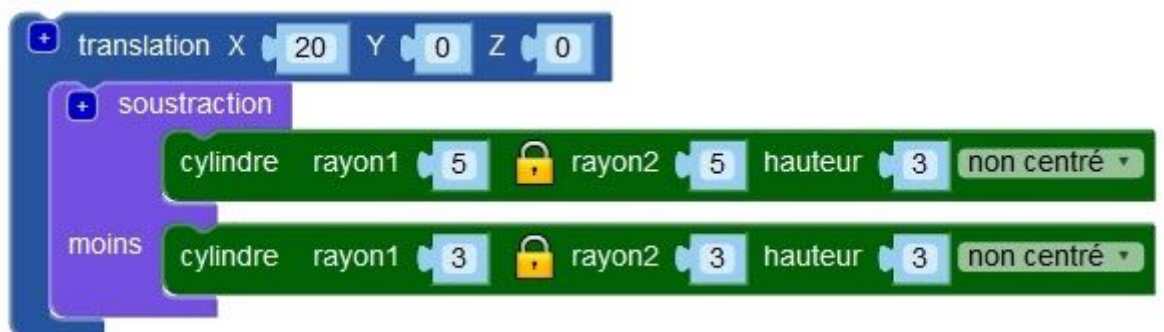 + translation X 20 Y 0 Z 0
+ soustraction
cylindre rayon1 5 rayon2 5 hauteur 3 non centré
moins cylindre rayon1 3 rayon2 3 hauteur 3 non centré